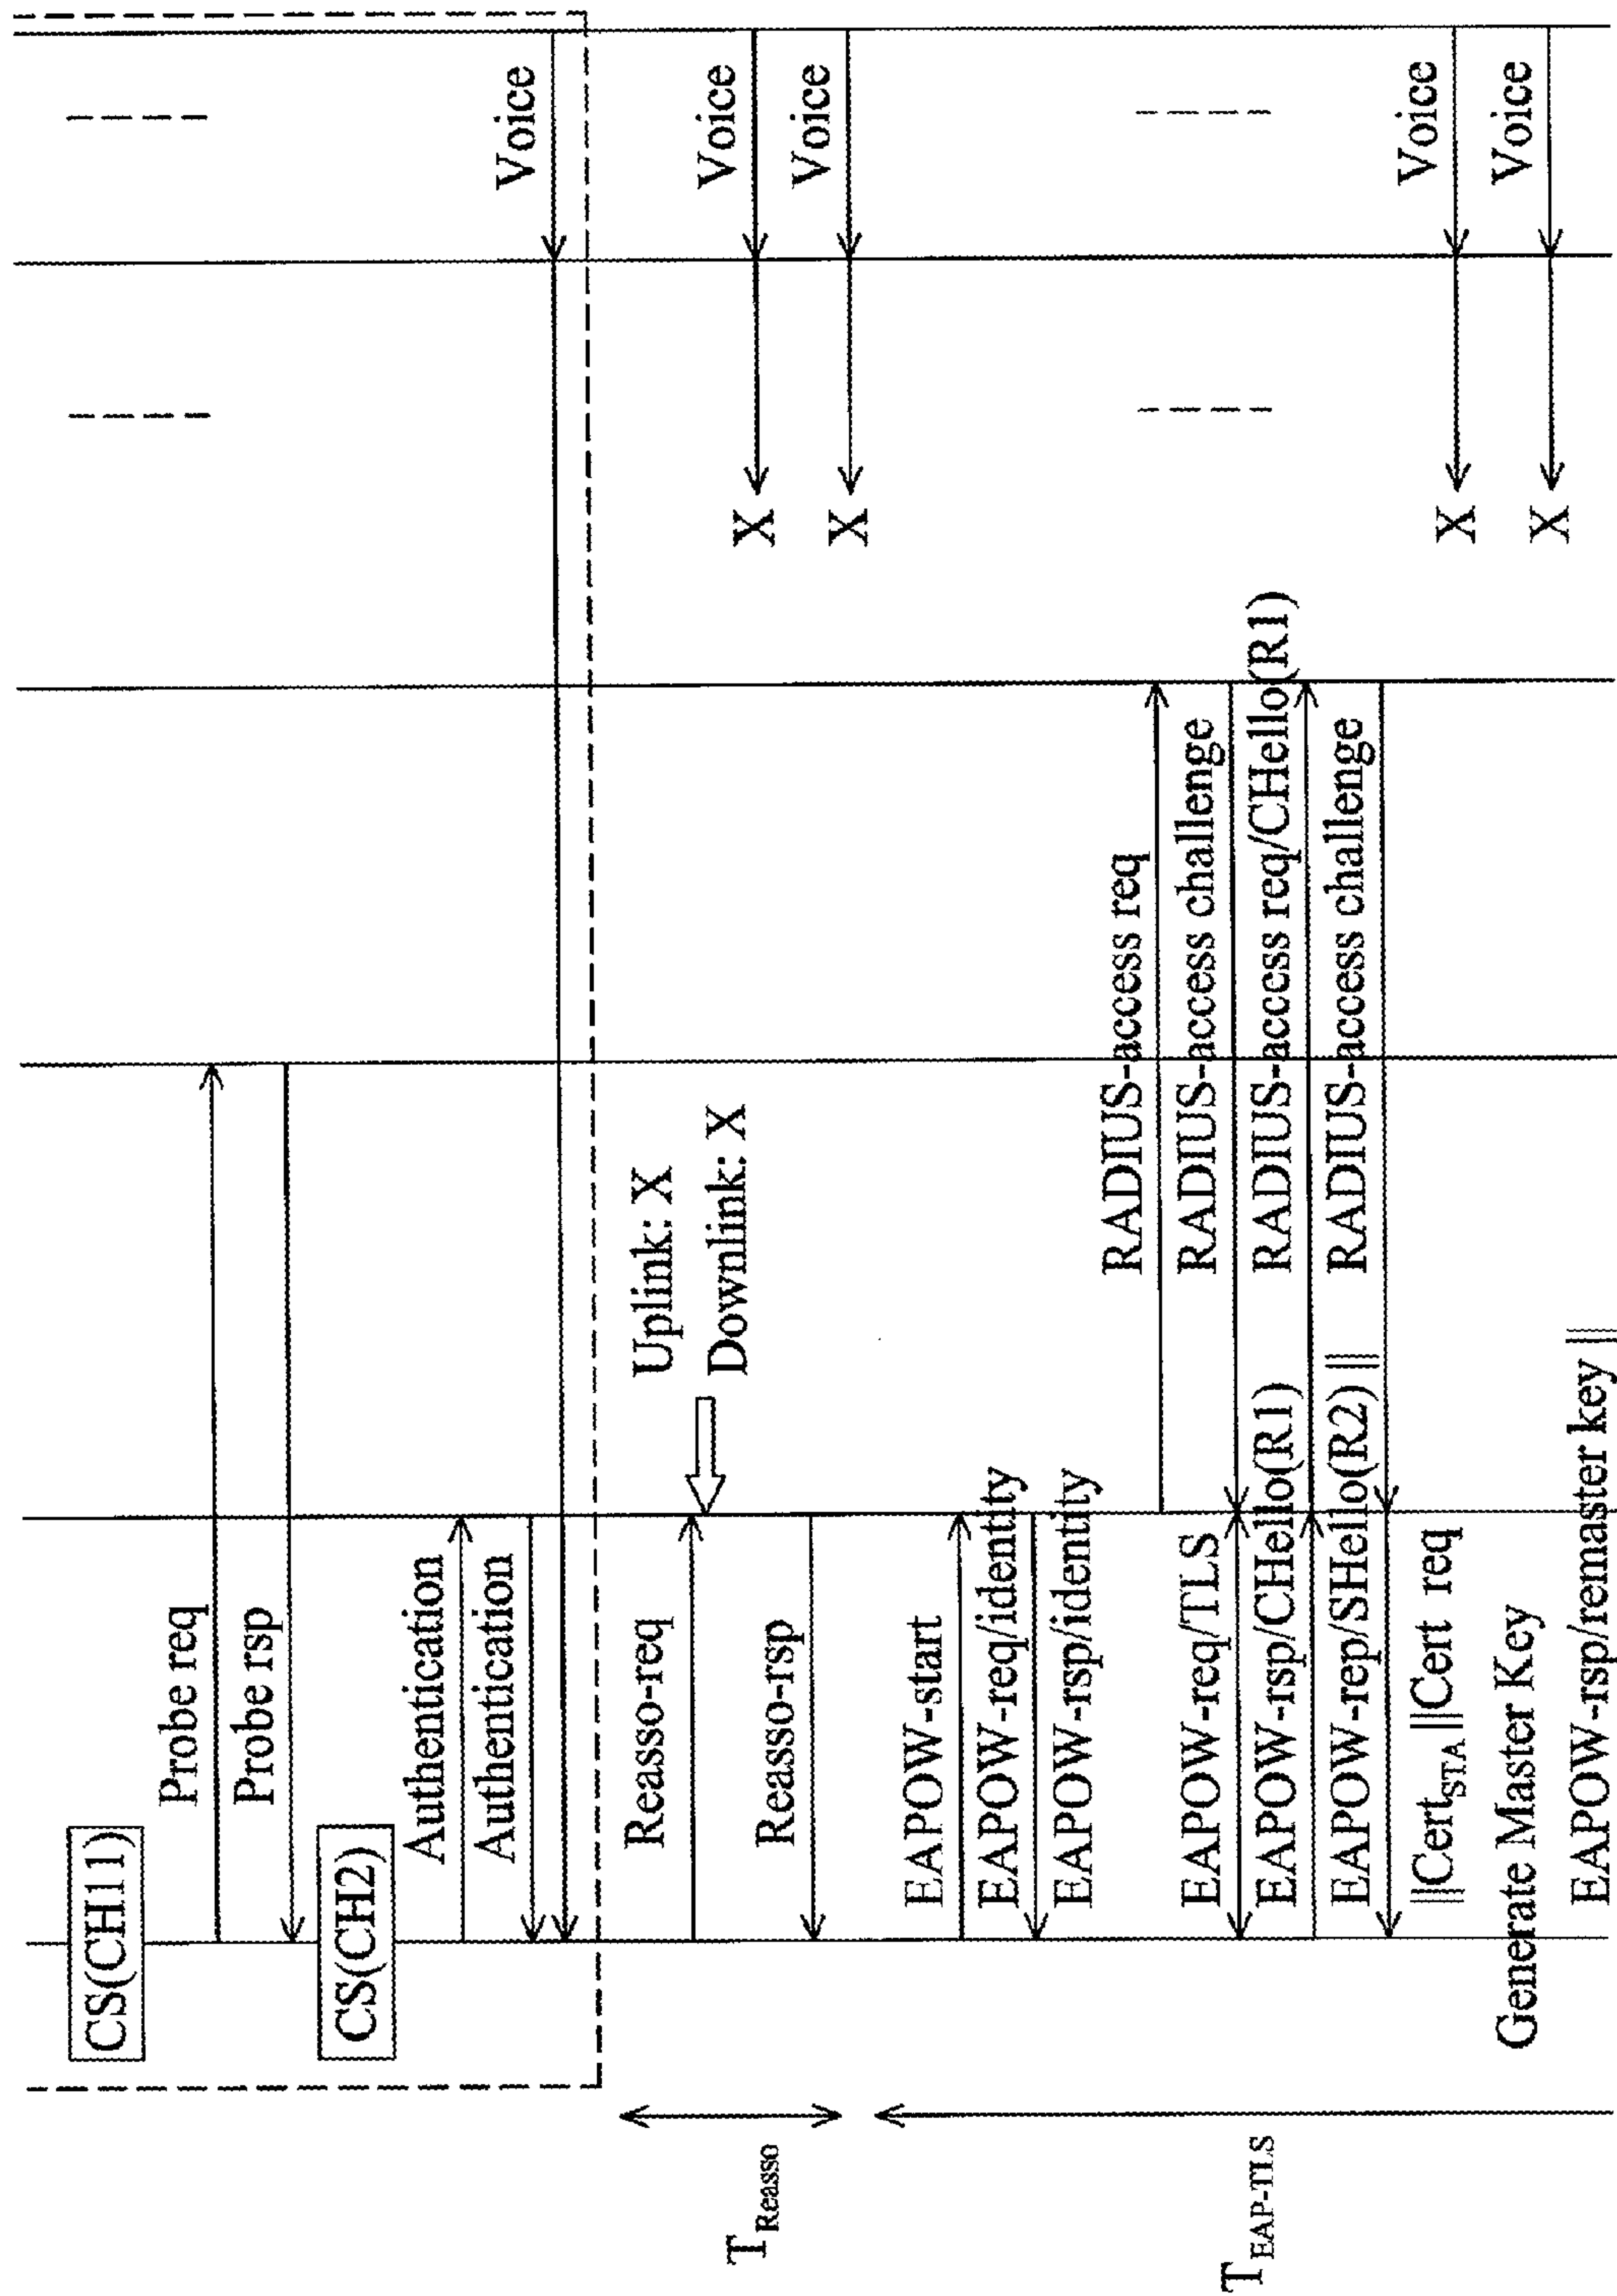 CS(CH11)
Probe req
Probe rsp
CS(CH2)
Authentication
Authentication
Voice
T Reasso
Reasso-req
Uplink: X
Downlink: X
Voice
X
Reasso-rsp
Voice
X
T EAP-TLS
EAPOW-start
EAPOW-req/identity
EAPOW-rsp/identity
RADIUS-access req
EAPOW-req/TLS
RADIUS-access challenge
EAPOW-rsp/CHello(R1)
RADIUS-access req/CHello(R1)
EAPOW-rep/SHello(R2) ||
RADIUS-access challenge
||CertSTA||Cert req
Voice
X
Generate Master Key
Voice
X
EAPOW-rsp/remaster key ||